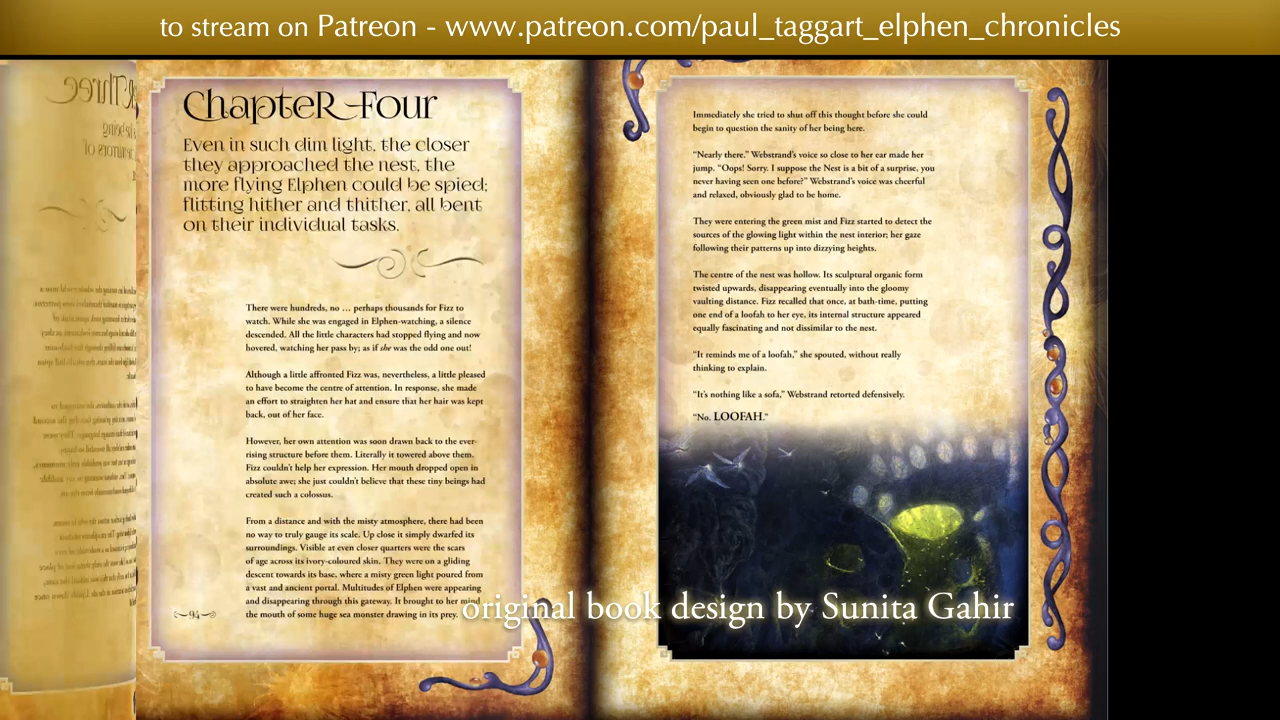 to stream on Patreon - www.patreon.com/paul_taggart_elphen_chronicles
Chapter Four
Even in such dim light, the closer
they approached the nest, the
more flying Elphen could be spied;
flitting hither and thither, all bent
on their individual tasks.
There were hundreds, no … perhaps thousands for Fizz to
watch. While she was engaged in Elphen-watching, a silence
descended. All the little characters had stopped flying and now
hovered, watching her pass by; as if she was the odd one out!
Although a little affronted Fizz was, nevertheless, a little pleased
to have become the centre of attention. In response, she made
an effort to straighten her hat and ensure that her hair was kept
back, out of her face.
However, her own attention was soon drawn back to the ever-
rising structure before them. Literally it towered above them.
Fizz couldn't help her expression. Her mouth dropped open in
absolute awe; she just couldn't believe that these tiny beings had
created such a colossus.
From a distance and with the misty atmosphere, there had been
no way to truly gauge its scale. Up close it simply dwarfed its
surroundings. Visible at even closer quarters were the scars
of age across its ivory-coloured skin. They were on a gliding
descent towards its base, where a misty green light poured from
a vast and ancient portal. Multitudes of Elphen were appearing
and disappearing through this gateway. It brought to her mind
the mouth of some huge sea monster drawing in its prey.
94
Immediately she tried to shut off this thought before she could
begin to question the sanity of her being here.
“Nearly there.” Webstrand's voice so close to her ear made her
jump. “Oops! Sorry. I suppose the Nest is a bit of a surprise, you
never having seen one before?” Webstrand's voice was cheerful
and relaxed, obviously glad to be home.
They were entering the green mist and Fizz started to detect the
sources of the glowing light within the nest interior; her gaze
following their patterns up into dizzying heights.
The centre of the nest was hollow. Its sculptural organic form
twisted upwards, disappearing eventually into the gloomy
vaulting distance. Fizz recalled that once, at bath-time, putting
one end of a loofah to her eye, its internal structure appeared
equally fascinating and not dissimilar to the nest.
“It reminds me of a loofah,” she spouted, without really
thinking to explain.
“It's nothing like a sofa,” Webstrand retorted defensively.
“No. LOOFAH.”
original book design by Sunita Gahir